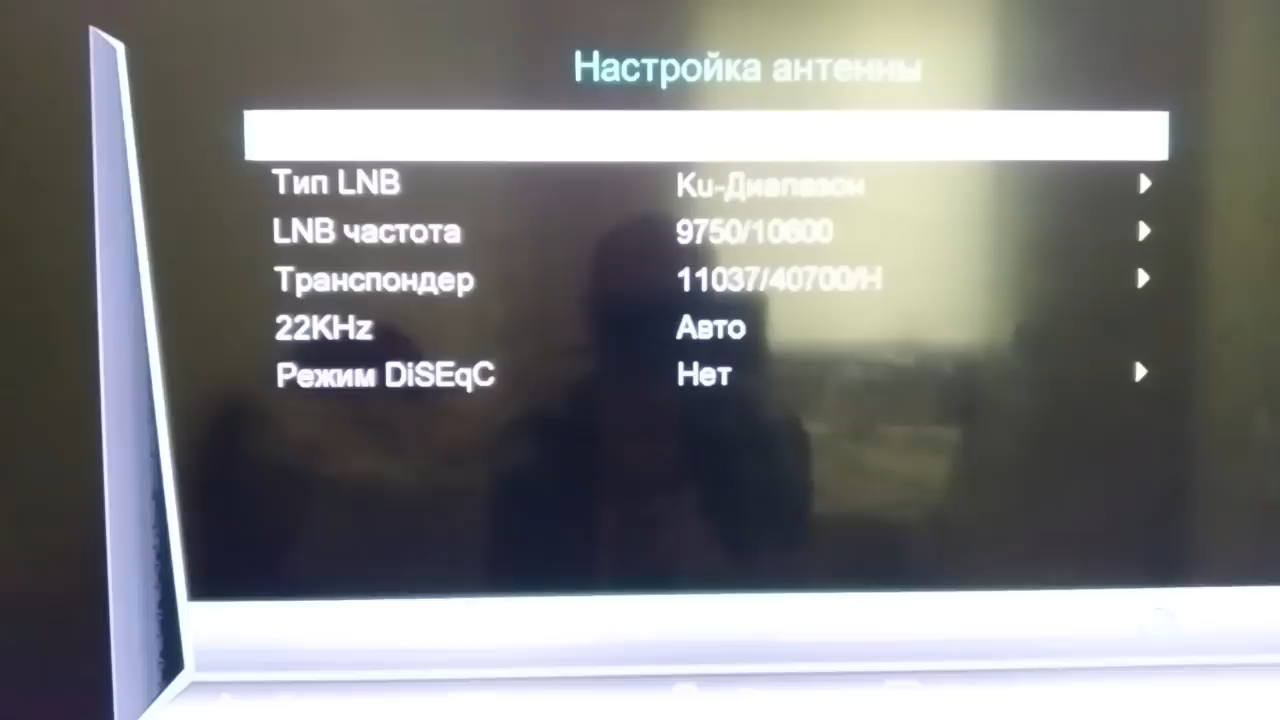 Настройка антенны
Тип LNB Ku-Диапазон
LNB частота 9750/10600
Транспондер 11037/40700/H
22KHz Авто
Режим DiSEqC Нет